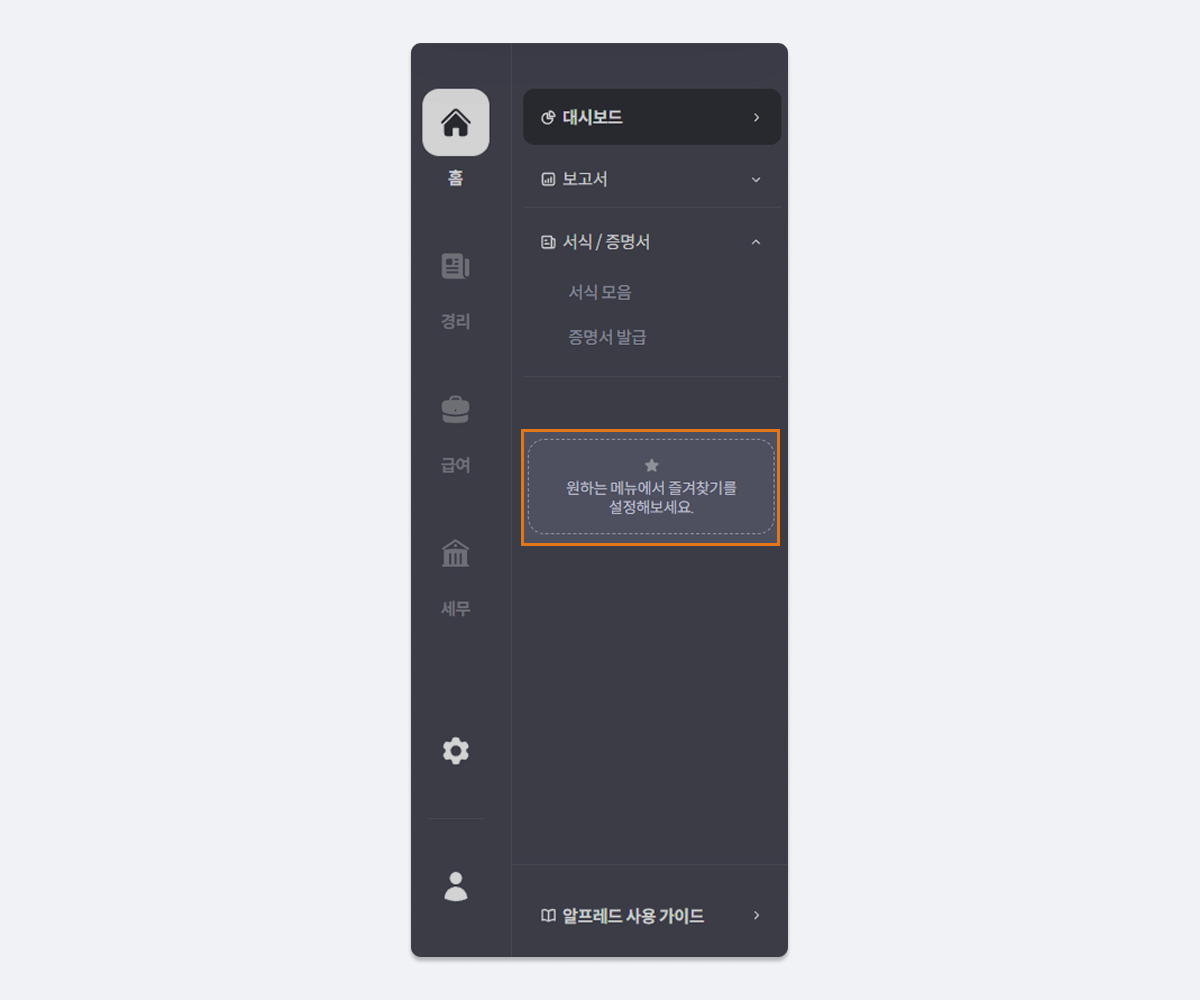 홈
경리
급여
세무
대시보드
보고서
서식 / 증명서
서식 모음
증명서 발급
원하는 메뉴에서 즐겨찾기를
설정해보세요.
알프레드 사용 가이드